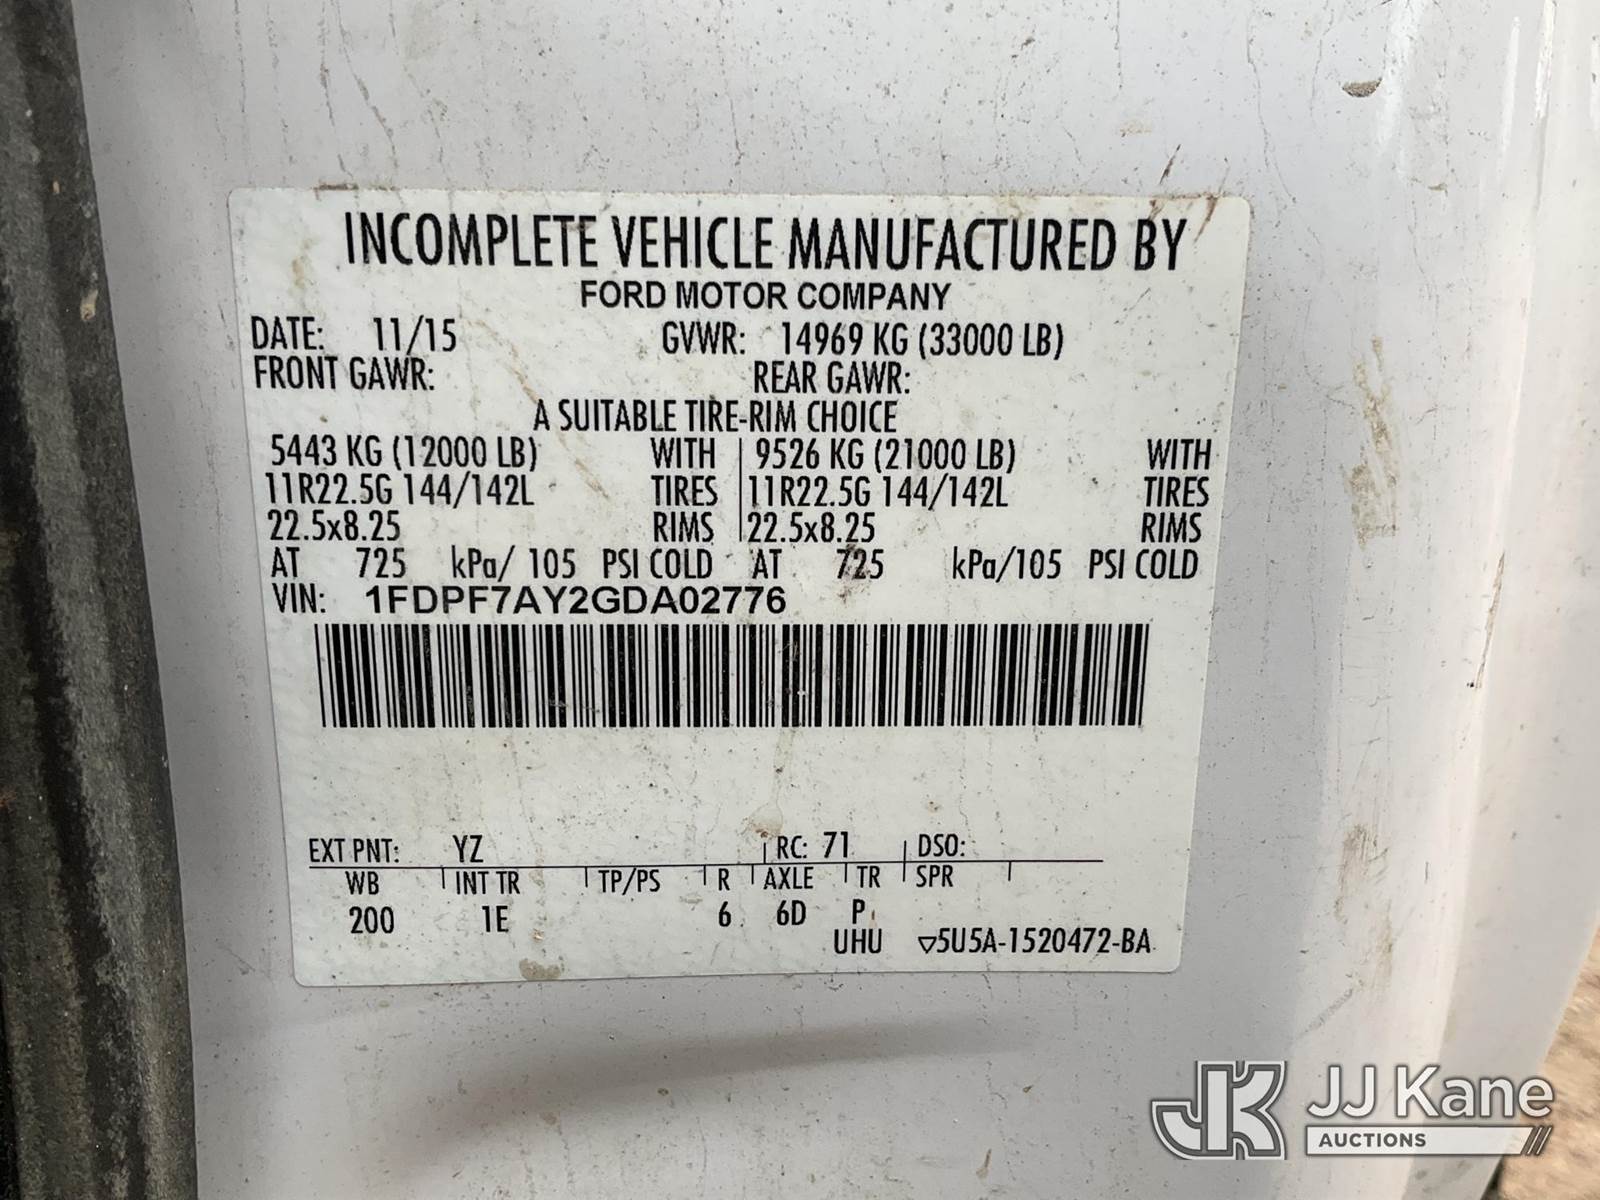 INCOMPLETE VEHICLE MANUFACTURED BY
FORD MOTOR COMPANY
DATE: 11/15 GVWR: 14969 KG (33000 LB)
FRONT GAWR: REAR GAWR:
A SUITABLE TIRE-RIM CHOICE
5443 KG (12000 LB) WITH 9526 KG (21000 LB) WITH
11R22.5G 144/142L TIRES 11R22.5G 144/142L TIRES
22.5x8.25 RIMS 22.5x8.25 RIMS
AT 725 kPa/ 105 PSI COLD AT 725 kPa/105 PSI COLD
VIN: 1FDPF7AY2GDA02776
EXT PNT: YZ RC: 71 DSO:
WB INT TR TP/PS R AXLE TR SPR
200 1E 6 6D P
UHU ▽5U5A-1520472-BA
JK JJ Kane
AUCTIONS